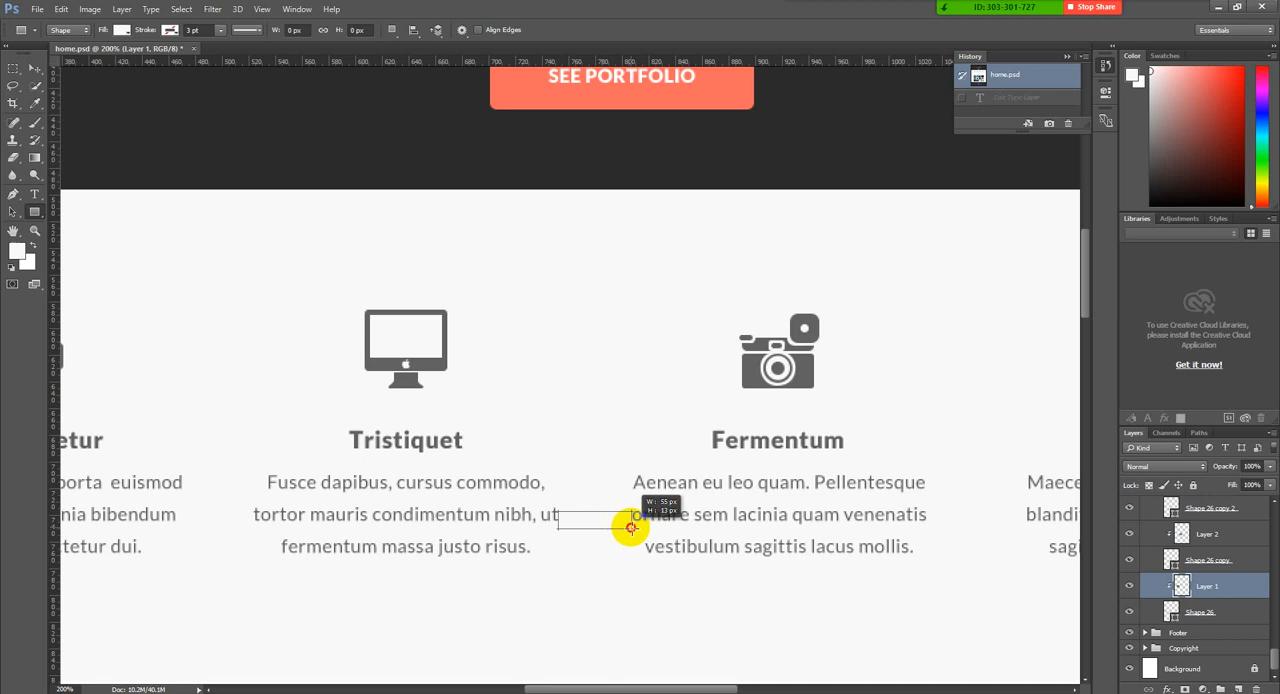 Ps File Edit Image Layer Type Select Filter 3D View Window Help
ID: 303-301-727 Stop Share
Shape Fill: Stroke: 3 pt W: 0 px H: 0 px Align Edges Essentials
home.psd @ 200% (Layer 1, RGB/8) * ×
History
home.psd
Edit Type Layer
Color Swatches
SEE PORTFOLIO
Libraries Adjustments Styles
To use Creative Cloud Libraries,
please install the Creative Cloud
Application
Get it now!
etur Tristiquet Fermentum
porta euismod Fusce dapibus, cursus commodo, Aenean eu leo quam. Pellentesque Maece
nia bibendum tortor mauris condimentum nibh, ut ornare sem lacinia quam venenatis blandi
tetur dui. fermentum massa justo risus. vestibulum sagittis lacus mollis. sagi
W: 55 px
H: 13 px
Layers Channels Paths
Kind
Normal Opacity: 100%
Lock: Fill: 100%
Shape 26 copy 2
Layer 2
Shape 26 copy
Layer 1
Shape 26
Footer
Copyright
Background
200% Doc: 10.2M/40.1M